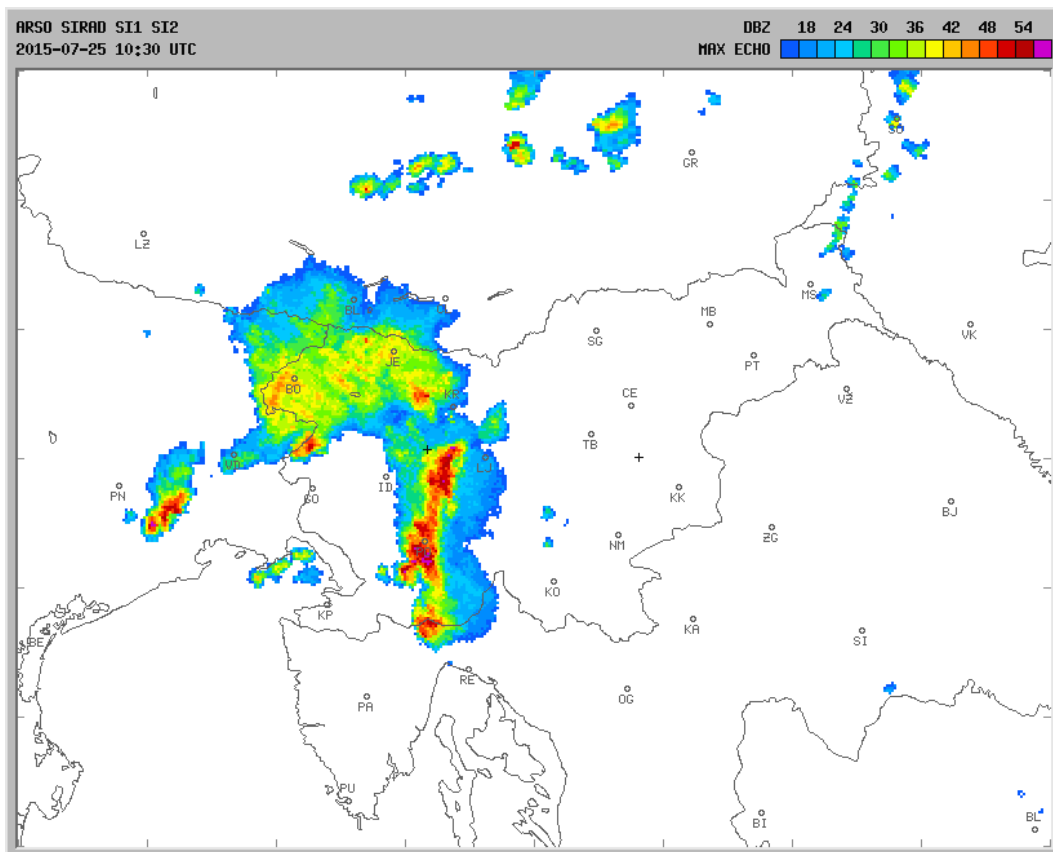 ARSO SIRAD SI1 SI2 DBZ 18 24 30 36 42 48 54
2015-07-25 10:30 UTC MAX ECHO
SO
GR
LZ
MS
BL
MB
VK
SG
JE
PT
BO
KR
CE
VŽ
TB
VD
LJ
ID
PN
GO
KK
BJ
ZG
NM
KO
KP
KA
BE
SI
RE
OG
PA
PU
BI
BL